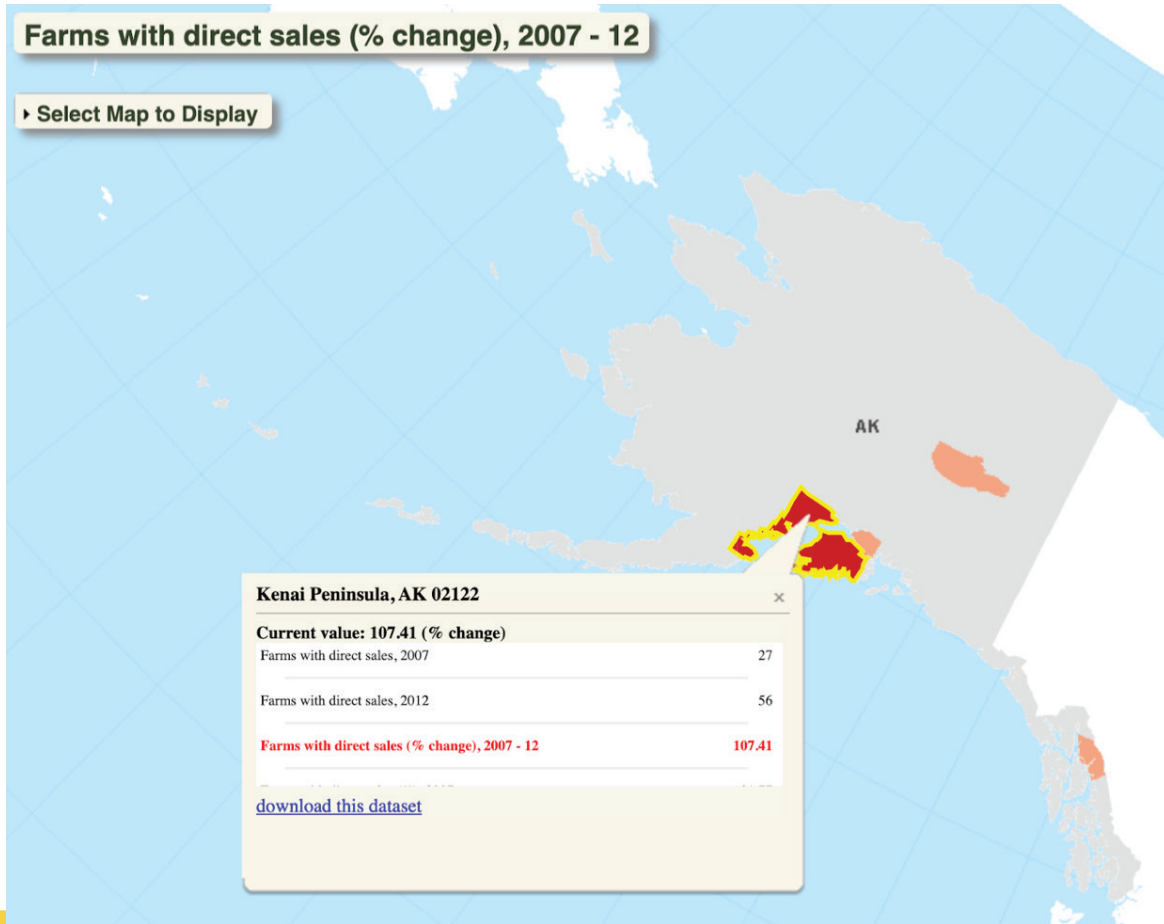 Farms with direct sales (% change), 2007 - 12
Select Map to Display
AK
Kenai Peninsula, AK 02122 ×
Current value: 107.41 (% change)
Farms with direct sales, 2007 27
Farms with direct sales, 2012 56
Farms with direct sales (% change), 2007 - 12 107.41
download this dataset